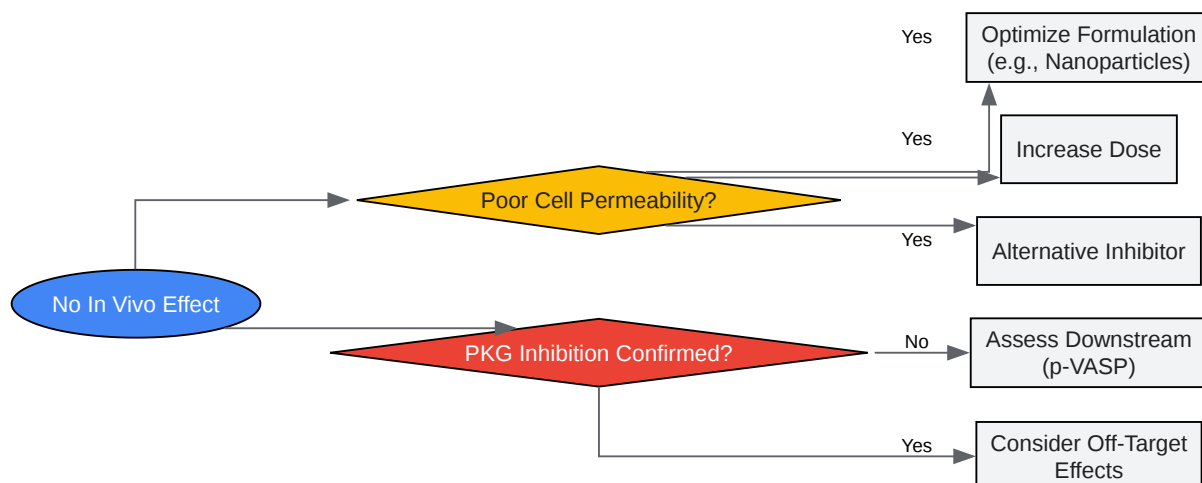 Yes
Optimize Formulation
(e.g., Nanoparticles)
Yes
Increase Dose
Poor Cell Permeability?
Yes
Alternative Inhibitor
No In Vivo Effect
PKG Inhibition Confirmed?
No
Assess Downstream
(p-VASP)
Yes
Consider Off-Target
Effects